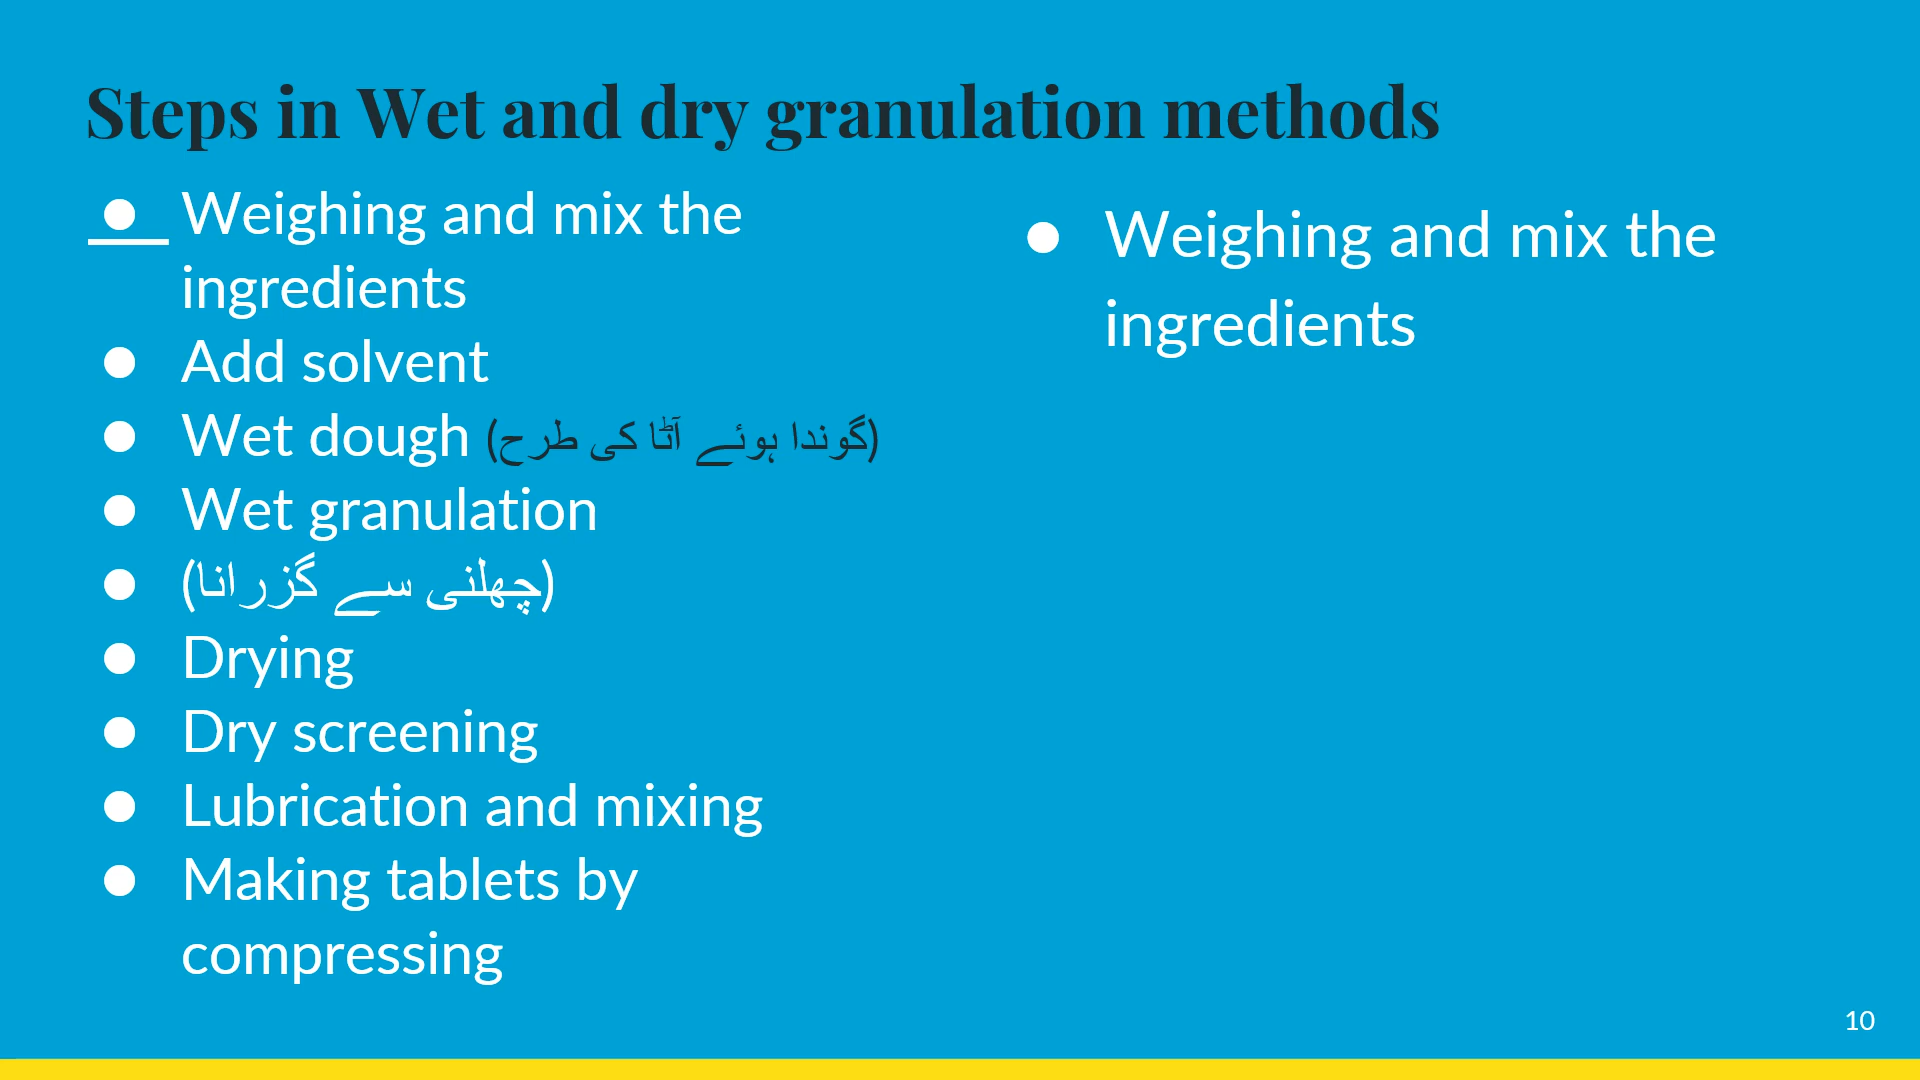 Steps in Wet and dry granulation methods
● Weighing and mix the
ingredients
● Add solvent
● Wet dough (گوندا ہوئے آٹا کی طرح)
● Wet granulation
● (چھلنی سے گزرانا)
● Drying
● Dry screening
● Lubrication and mixing
● Making tablets by
compressing
● Weighing and mix the
ingredients
10